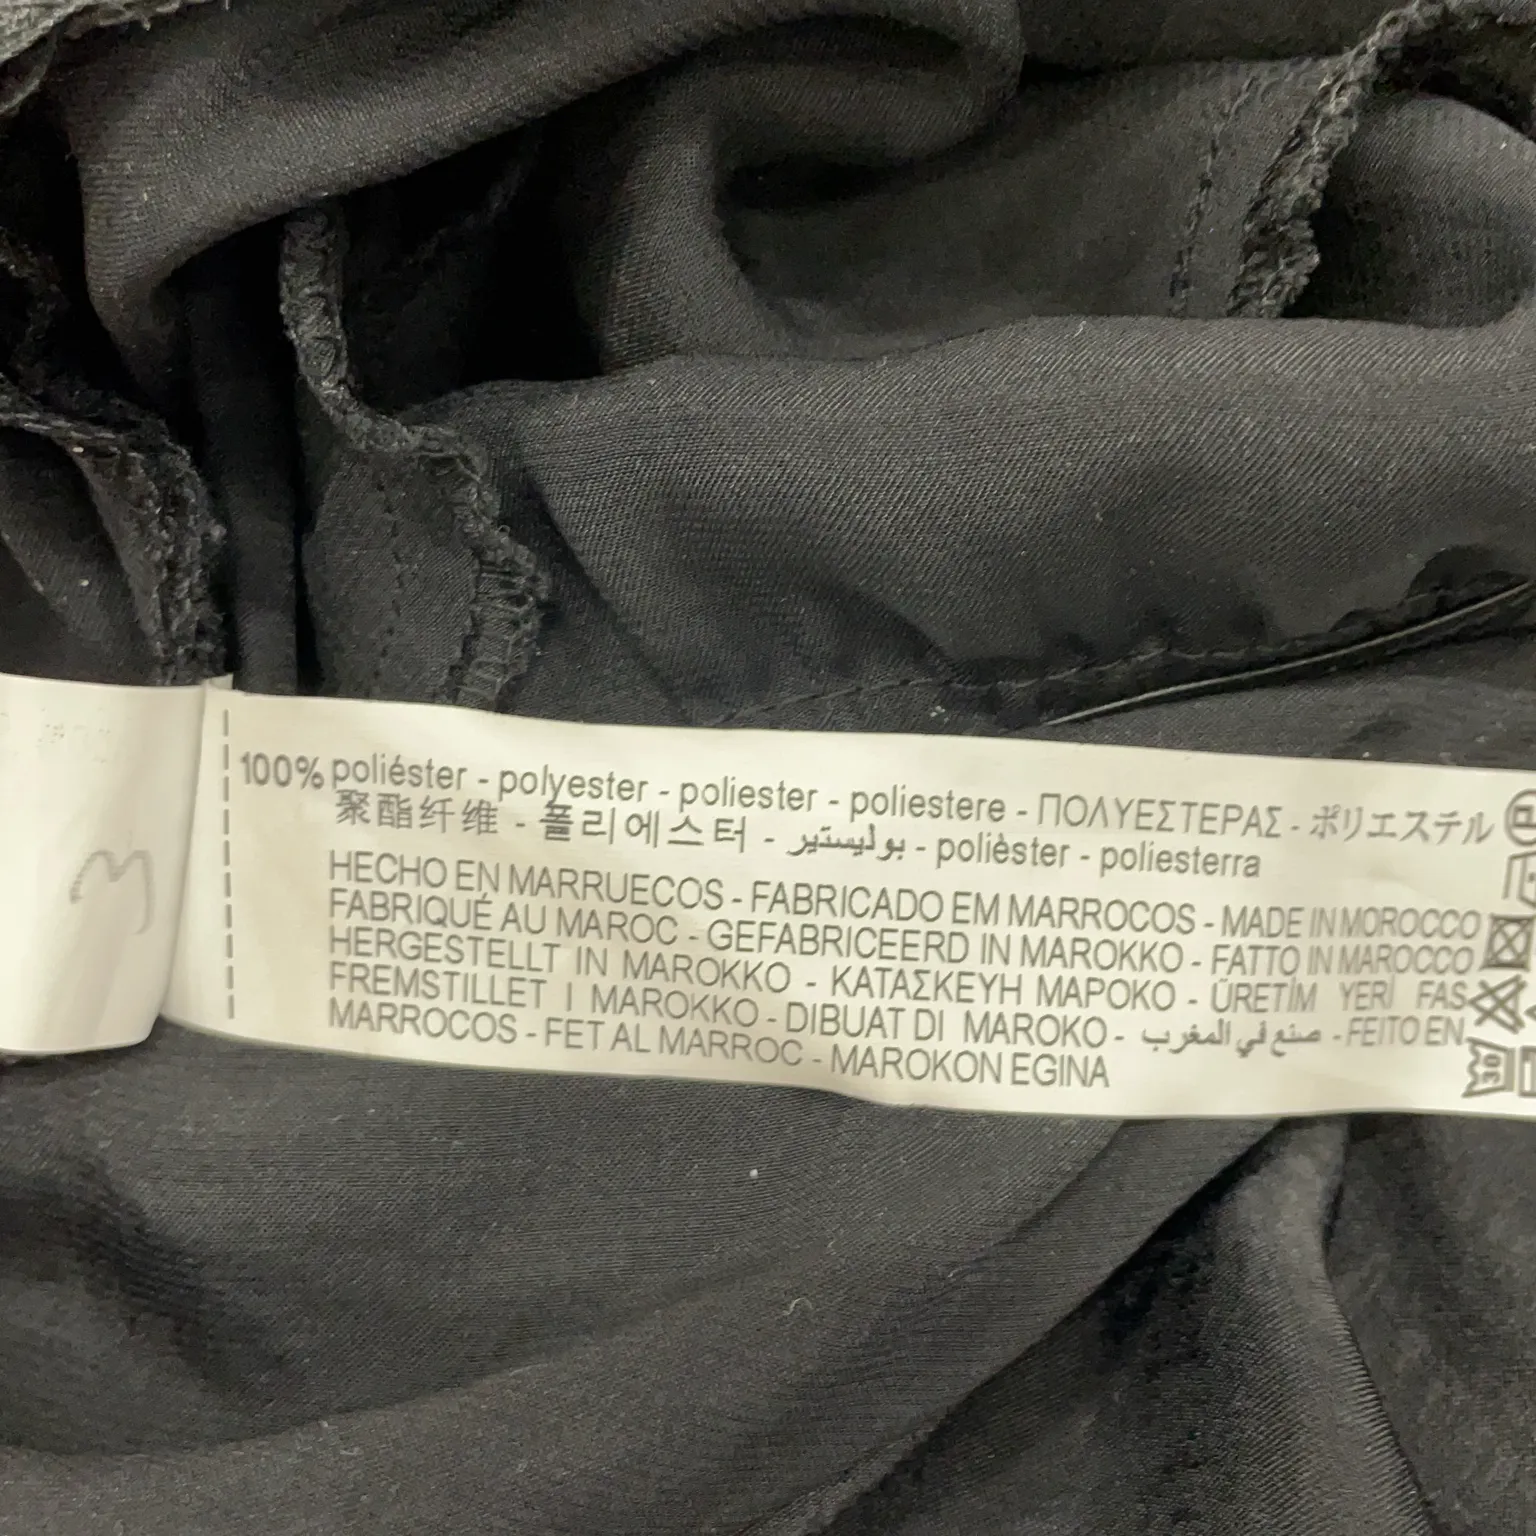 100% poliéster - polyester - poliester - poliestere - ΠΟΛΥΕΣΤΕΡΑΣ - ポリエステル
聚酯纤维 - 폴리에스터 - بوليستير - polièster - poliesterra
HECHO EN MARRUECOS - FABRICADO EM MARROCOS - MADE IN MOROCCO
FABRIQUÉ AU MAROC - GEFABRICEERD IN MAROKKO - FATTO IN MAROCCO
HERGESTELLT IN MAROKKO - ΚΑΤΑΣΚΕΥΗ ΜΑΡΟΚΟ - ÜRETİM YERİ FAS
FREMSTILLET I MAROKKO - DIBUAT DI MAROKO - صنع في المغرب - FEITO EN
MARROCOS - FET AL MARROC - MAROKON EGINA
30